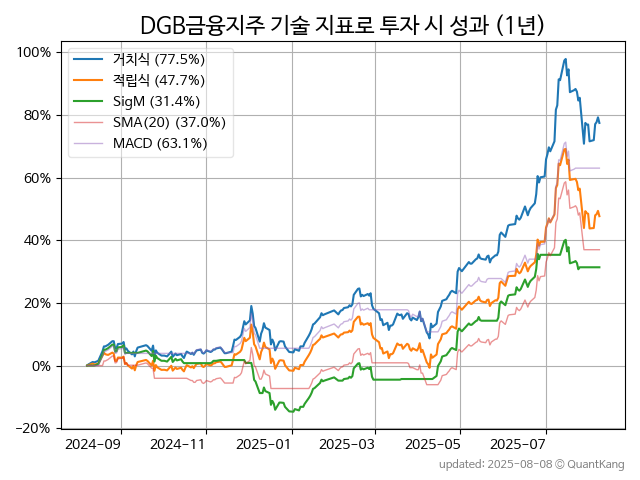 DGB금융지주 기술 지표로 투자 시 성과 (1년)
100%
80%
60%
40%
20%
0%
−20%
거치식 (77.5%)
적립식 (47.7%)
SigM (31.4%)
SMA(20) (37.0%)
MACD (63.1%)
2024-09
2024-11
2025-01
2025-03
2025-05
2025-07
updated: 2025-08-08 © QuantKang